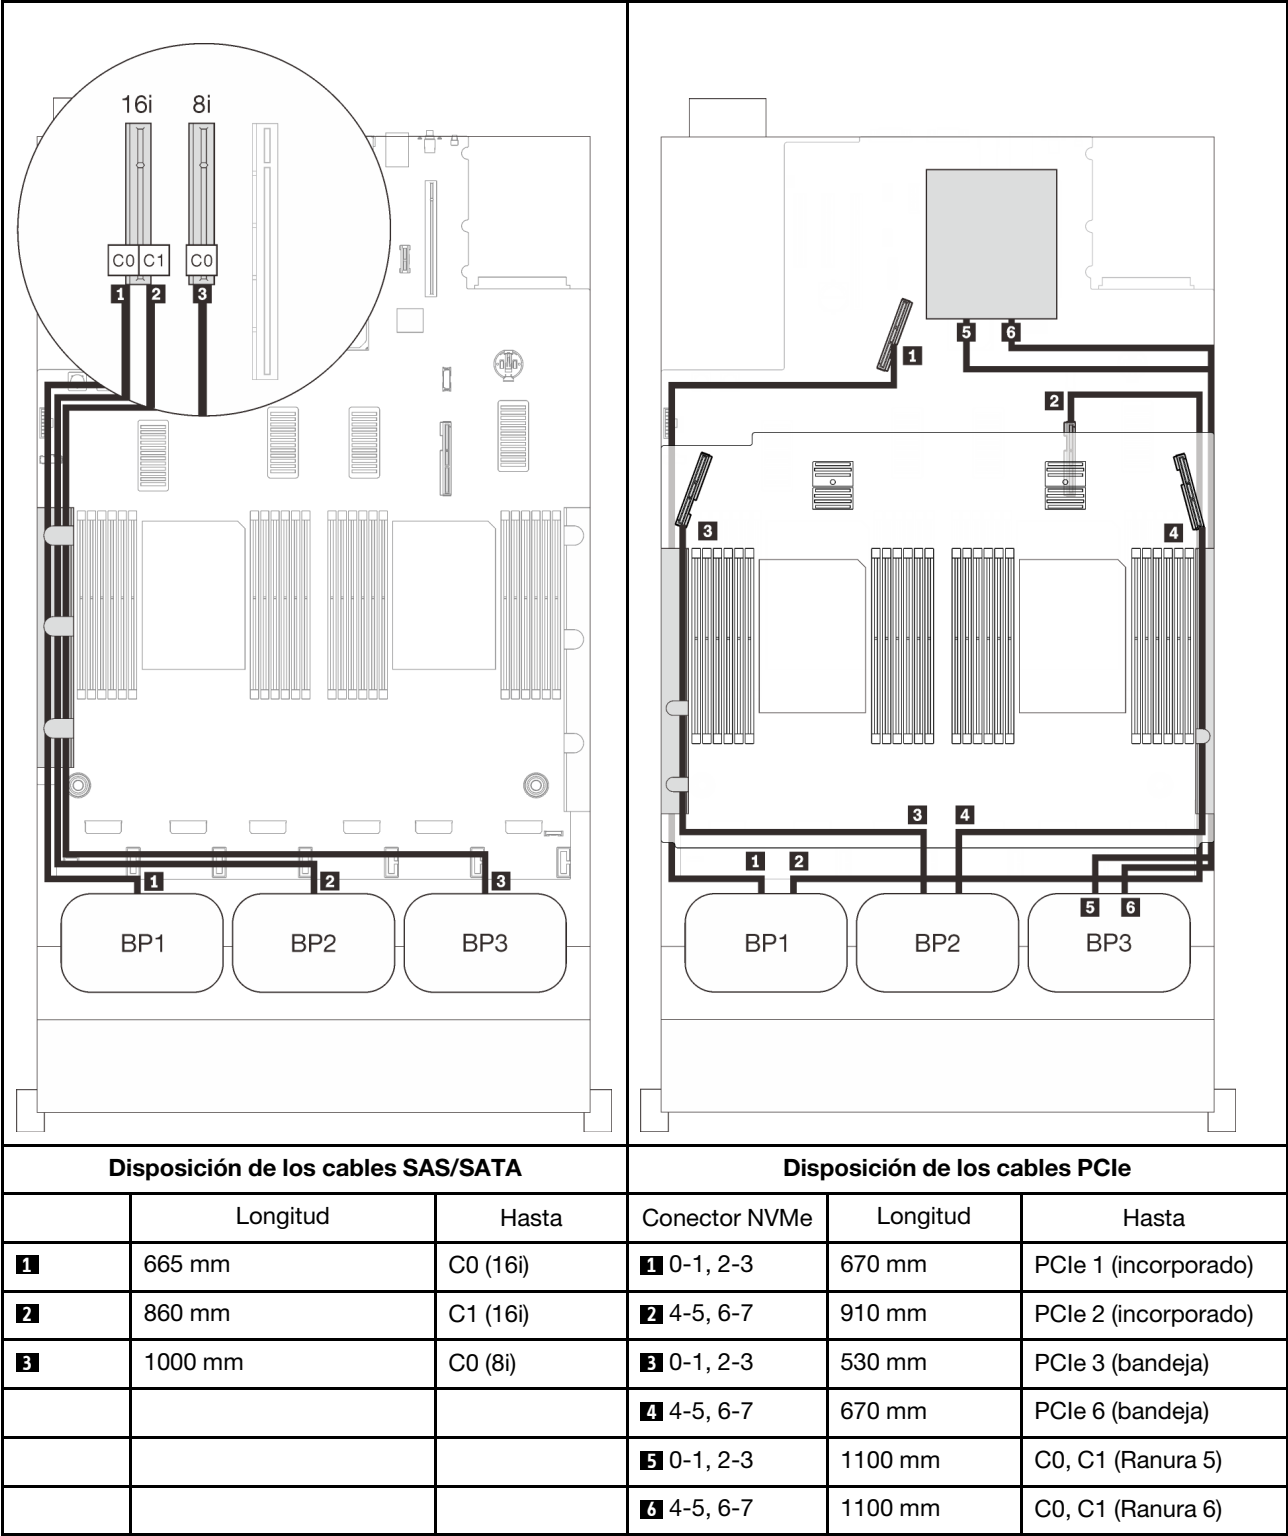 16i 8i
C0 C1 C0
1 2 3
1 2 3
BP1 BP2 BP3
5 6
1
2
3 4
3 4
1 2
5 6
BP1 BP2 BP3
Disposición de los cables SAS/SATA
Longitud Hasta
1 665 mm C0 (16i)
2 860 mm C1 (16i)
3 1000 mm C0 (8i)
Disposición de los cables PCIe
Conector NVMe Longitud Hasta
1 0-1, 2-3 670 mm PCIe 1 (incorporado)
2 4-5, 6-7 910 mm PCIe 2 (incorporado)
3 0-1, 2-3 530 mm PCIe 3 (bandeja)
4 4-5, 6-7 670 mm PCIe 6 (bandeja)
5 0-1, 2-3 1100 mm C0, C1 (Ranura 5)
6 4-5, 6-7 1100 mm C0, C1 (Ranura 6)